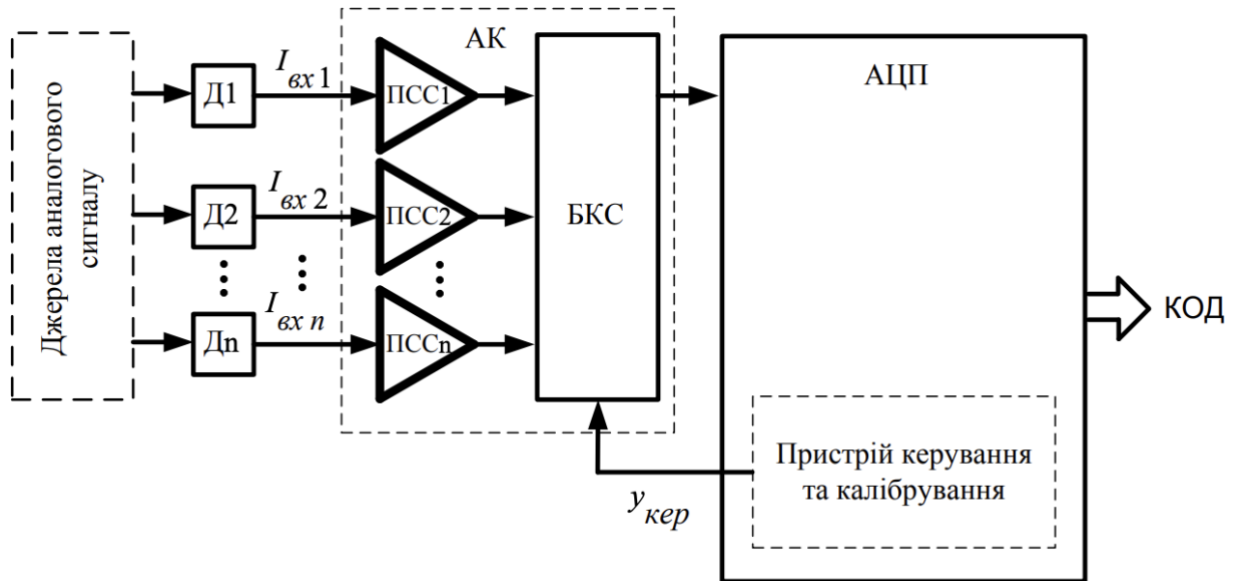 Джерела аналогового
сигналу
Д1
Д2
Дn
I вх 1
I вх 2
I вх n
АК
ПСС1
ПСС2
ПССn
БКС
АЦП
Пристрій керування
та калібрування
y кер
КОД